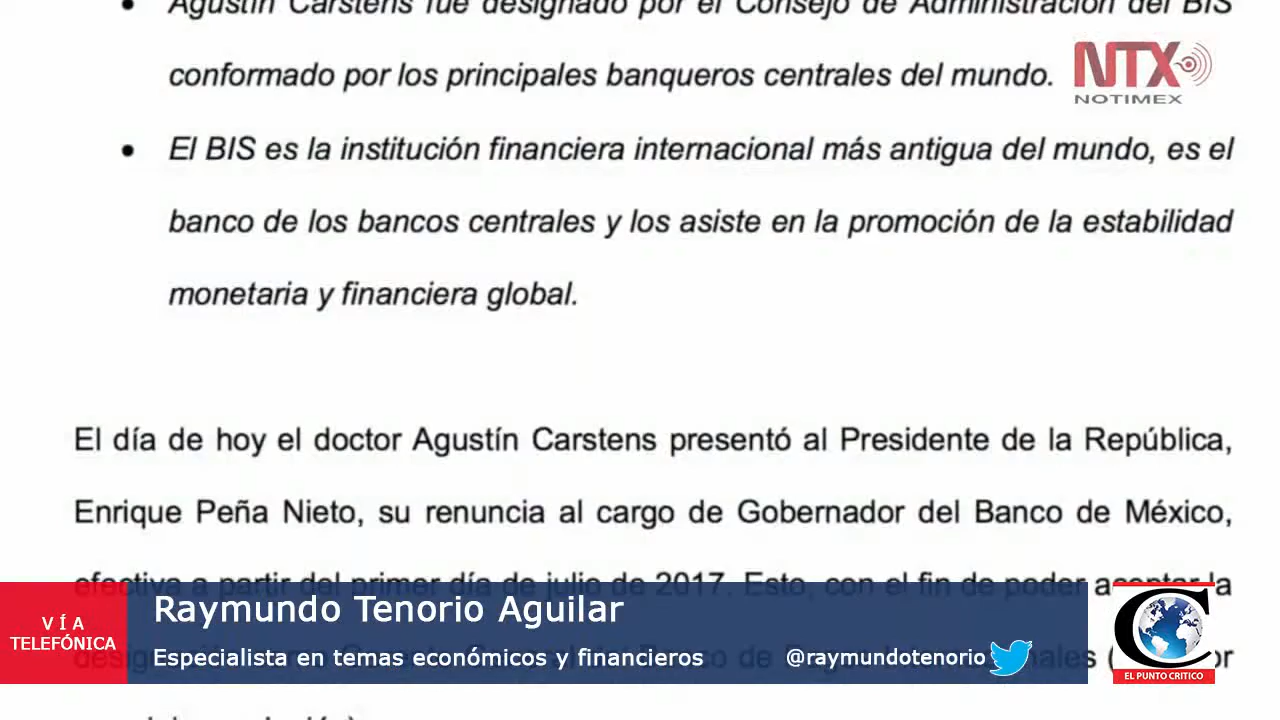 Agustín Carstens fue designado por el Consejo de Administración del BIS
conformado por los principales banqueros centrales del mundo.
NTX
NOTIMEX
• El BIS es la institución financiera internacional más antigua del mundo, es el
banco de los bancos centrales y los asiste en la promoción de la estabilidad
monetaria y financiera global.
El día de hoy el doctor Agustín Carstens presentó al Presidente de la República,
Enrique Peña Nieto, su renuncia al cargo de Gobernador del Banco de México,
efectiva a partir del primer día de julio de 2017. Esto, con el fin de poder aceptar la
VÍA
TELEFÓNICA
Raymundo Tenorio Aguilar
Especialista en temas económicos y financieros
@raymundotenorio
C
EL PUNTO CRITICO